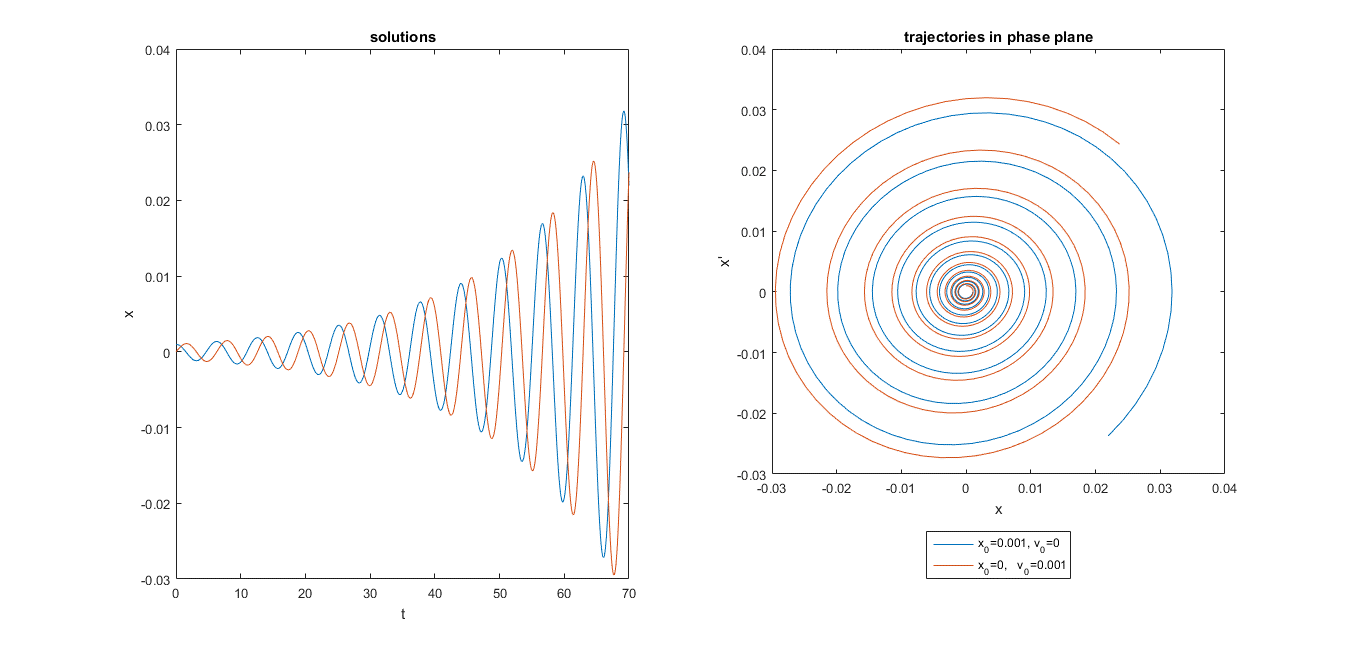 solutions
0.04
0.03
0.02
0.010
0
-0.01
-0.02
-0.03
x
0 10 20 30 40 50 60 70
t
trajectories in phase plane
0.04
0.03
0.02
0.01
0
-0.01
-0.02
-0.03
x'
-0.03 -0.02 -0.01 0 0.01 0.02 0.03 0.04
x
x0=0.001, v0=0
x0=0, v0=0.001